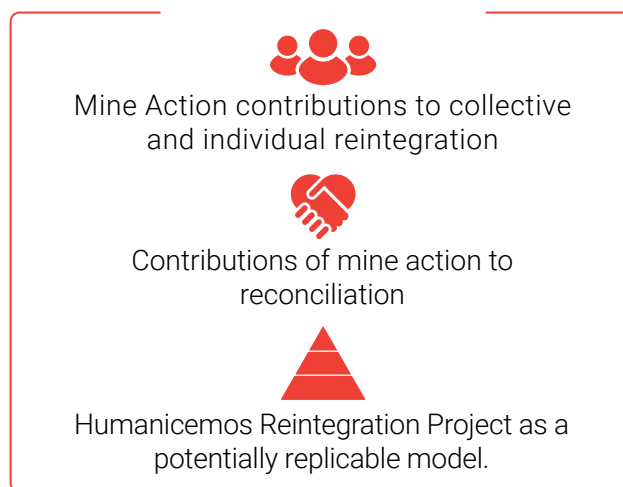 Mine Action contributions to collective
and individual reintegration
Contributions of mine action to
reconciliation
Humanicemos Reintegration Project as a
potentially replicable model.